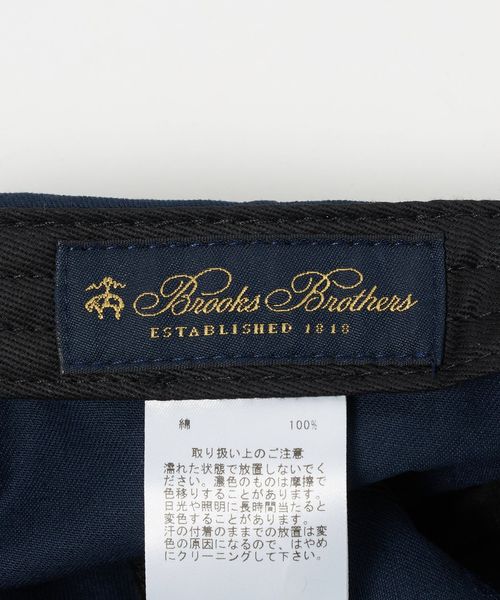 Brooks Brothers
ESTABLISHED 1818
綿 100%
取り扱い上のご注意
濡れた状態で放置しないでく
ださい。濃色のものは摩擦で
色移りすることがあります。
日光や照明に長時間当たると
変色することがあります。
汗の付着のままでの放置は変
色の原因になるので、はやめ
にクリーニングして下さい。